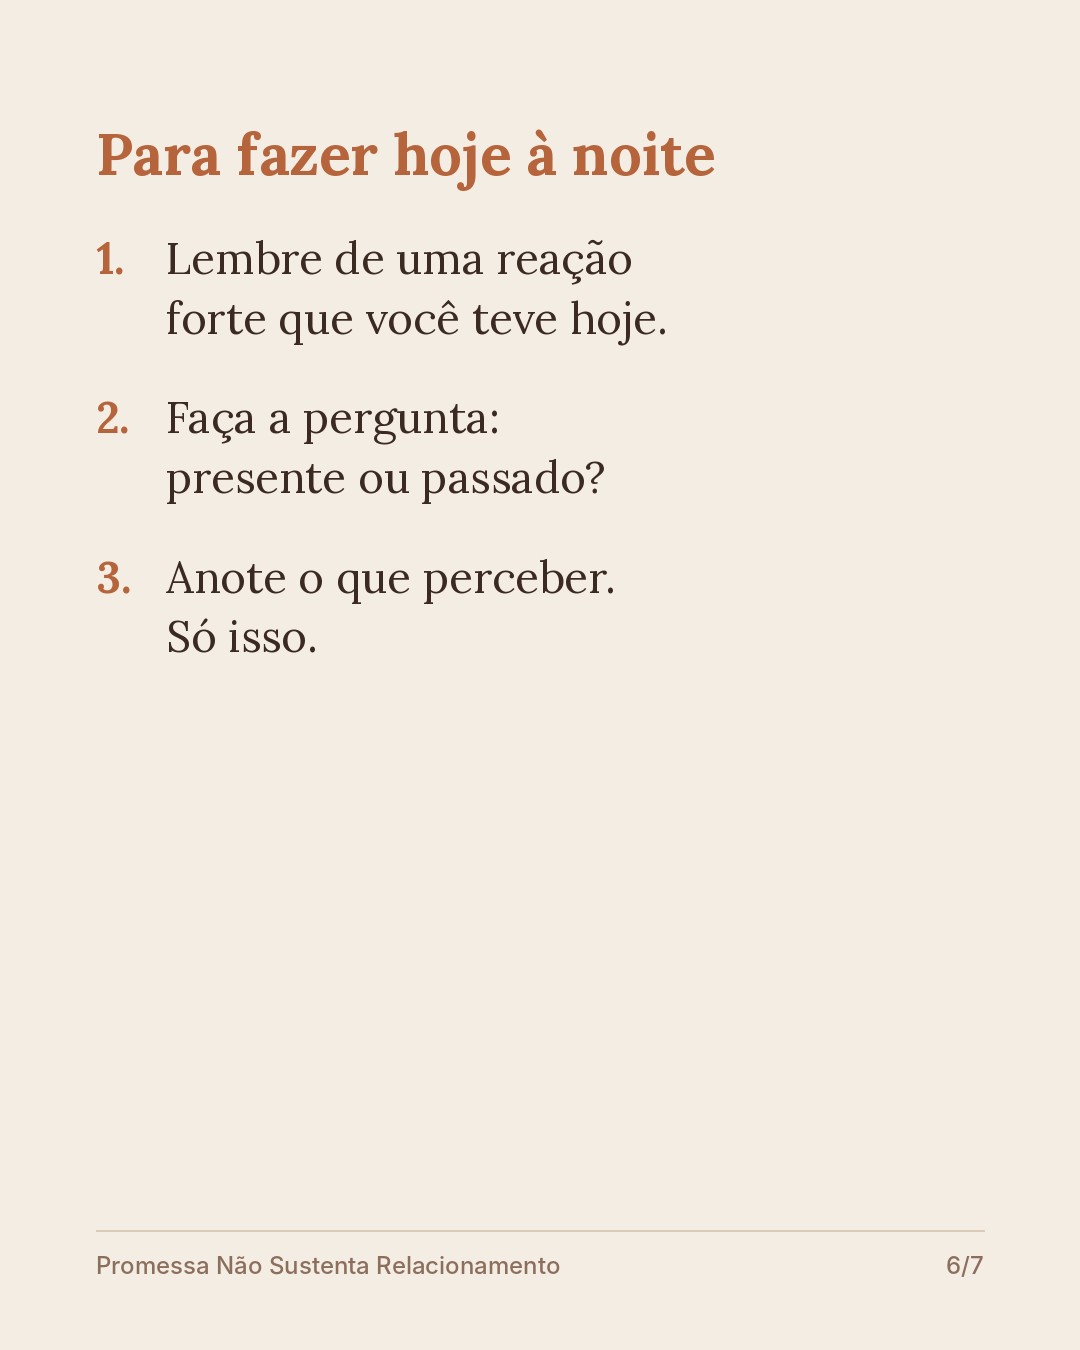 Para fazer hoje à noite
1. Lembre de uma reação
forte que você teve hoje.
2. Faça a pergunta:
presente ou passado?
3. Anote o que perceber.
Só isso.
Promessa Não Sustenta Relacionamento 6/7